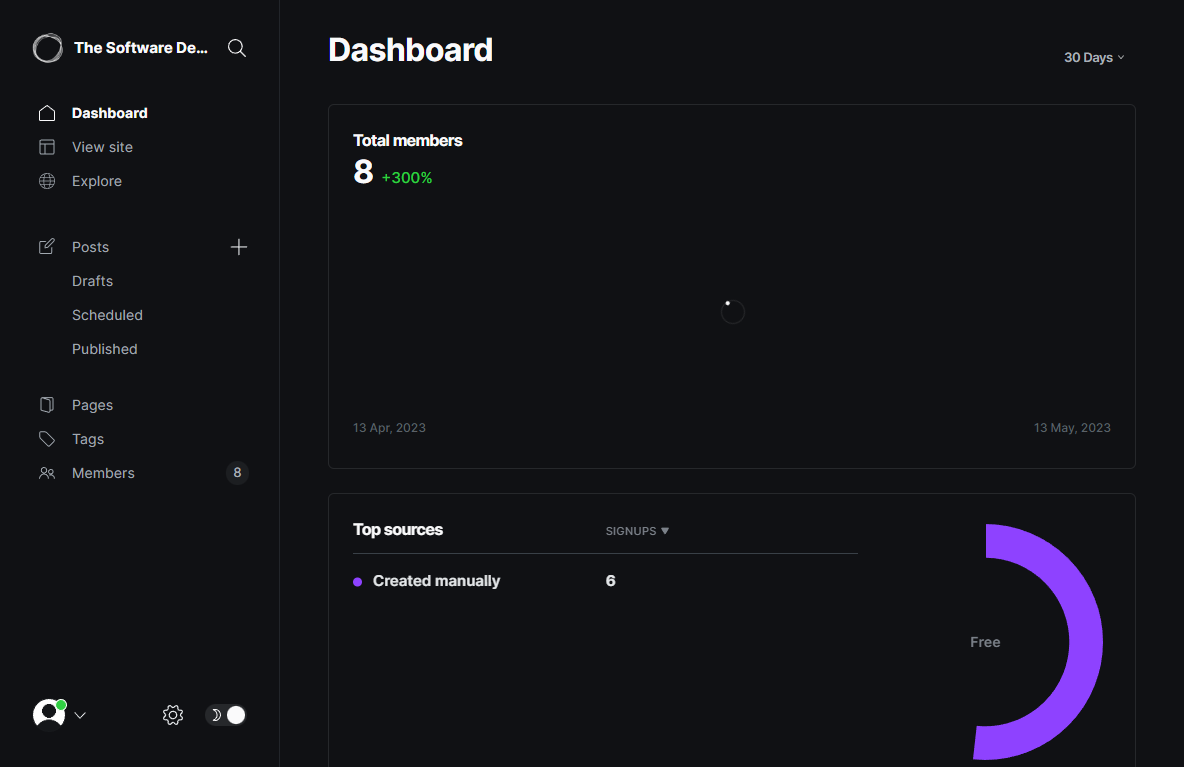 The Software De...
Dashboard
View site
Explore
Posts
Drafts
Scheduled
Published
Pages
Tags
Members 8
Dashboard
30 Days
Total members
8 +300%
13 Apr, 2023 13 May, 2023
Top sources SIGNUPS
Created manually 6
Free